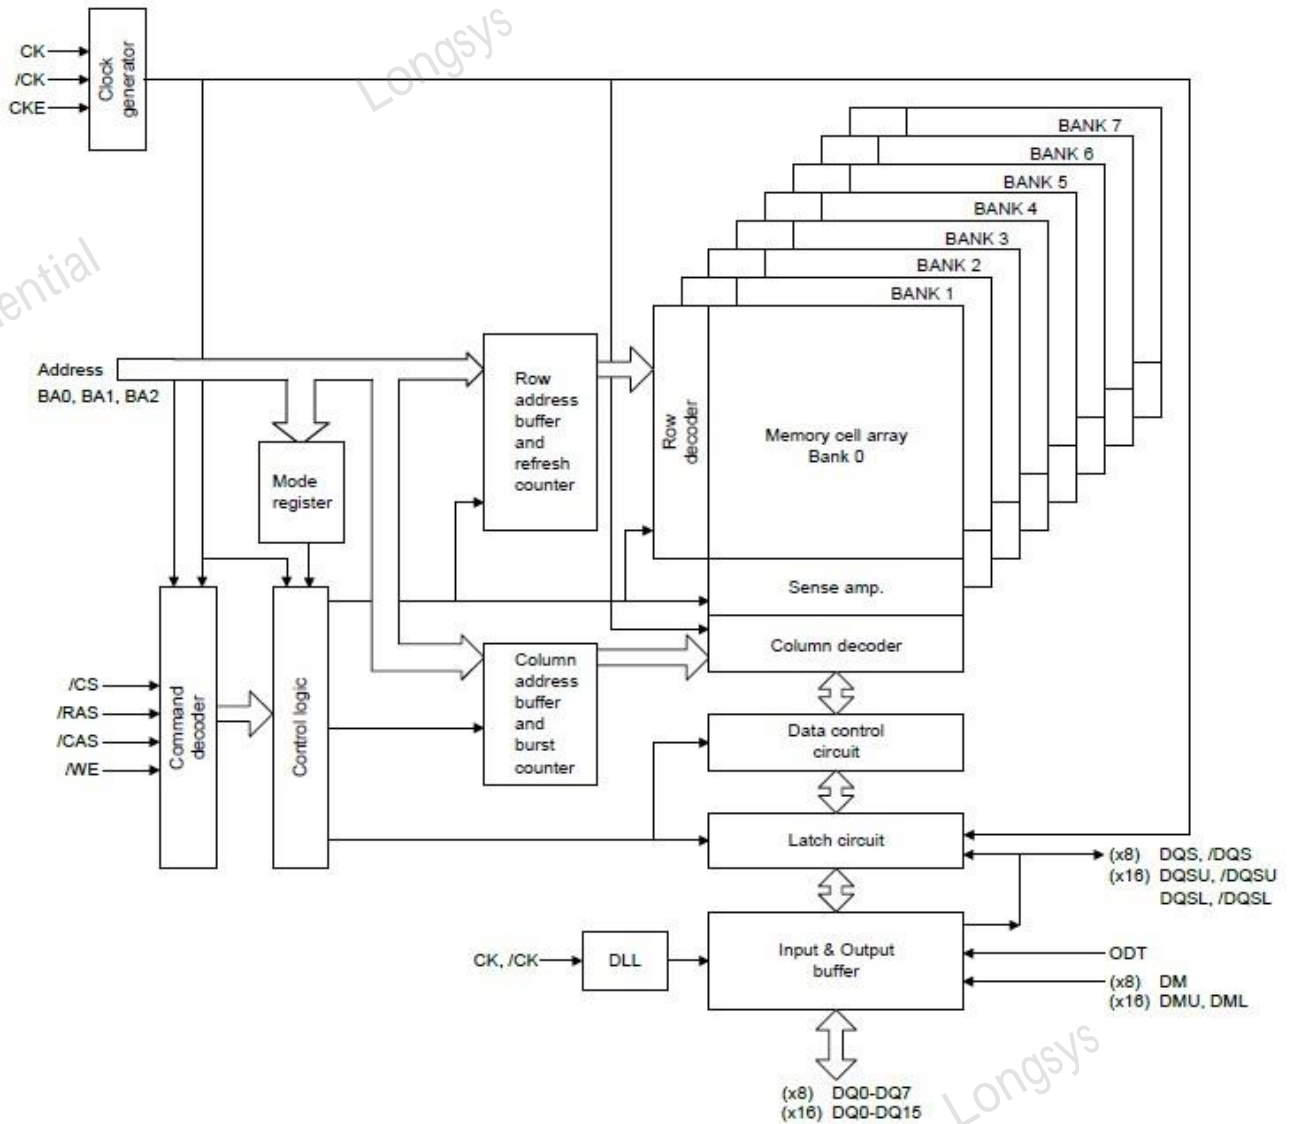 Longsys
CK
/CK
CKE
Clock
generator
BANK 7
BANK 6
BANK 5
BANK 4
BANK 3
BANK 2
BANK 1
ential
Address
BA0, BA1, BA2
Row
address
buffer
and
refresh
counter
Row
decoder
Memory cell array
Bank 0
Mode
register
Sense amp.
Column decoder
/CS
/RAS
/CAS
/WE
Command
decoder
Control logic
Column
address
buffer
and
burst
counter
Data control
circuit
Latch circuit
(x8) DQS, /DQS
(x16) DQSU, /DQSU
DQSL, /DQSL
CK, /CK
DLL
Input & Output
buffer
ODT
(x8) DM
(x16) DMU, DML
(x8) DQ0-DQ7
(x16) DQ0-DQ15
Longsys